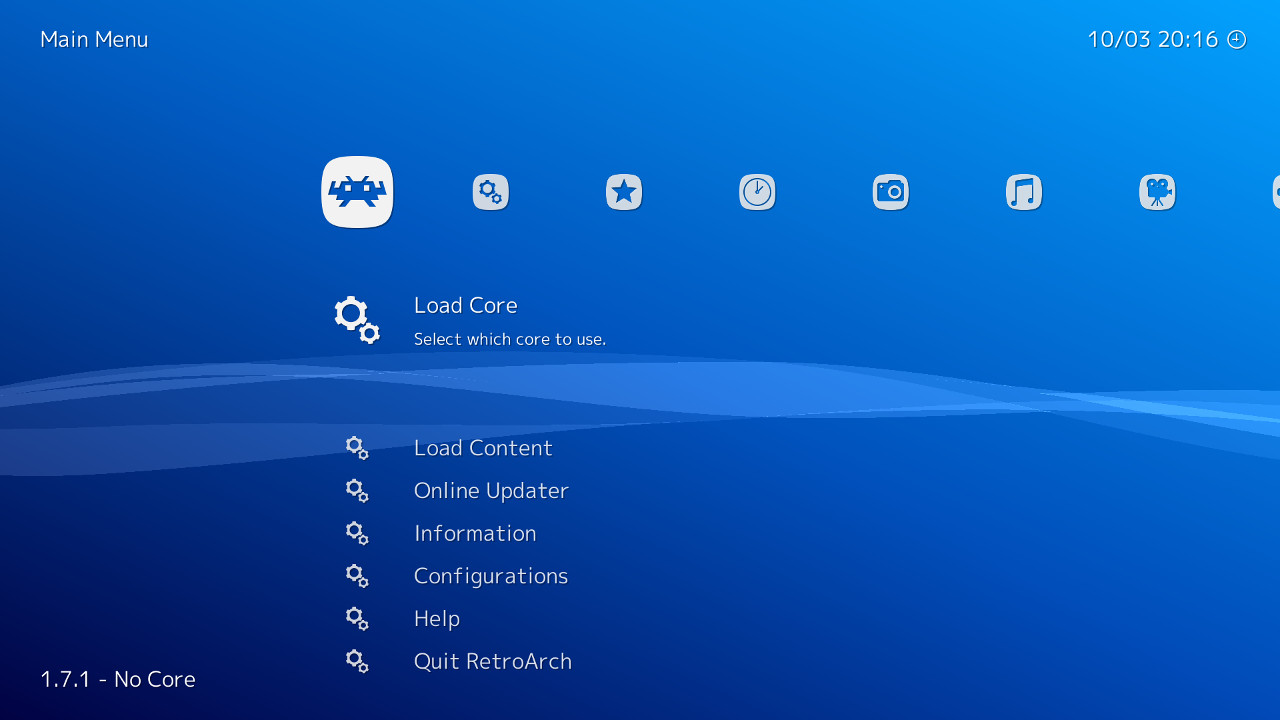 Main Menu
10/03 20:16
Load Core
Select which core to use.
Load Content
Online Updater
Information
Configurations
Help
Quit RetroArch
1.7.1 - No Core